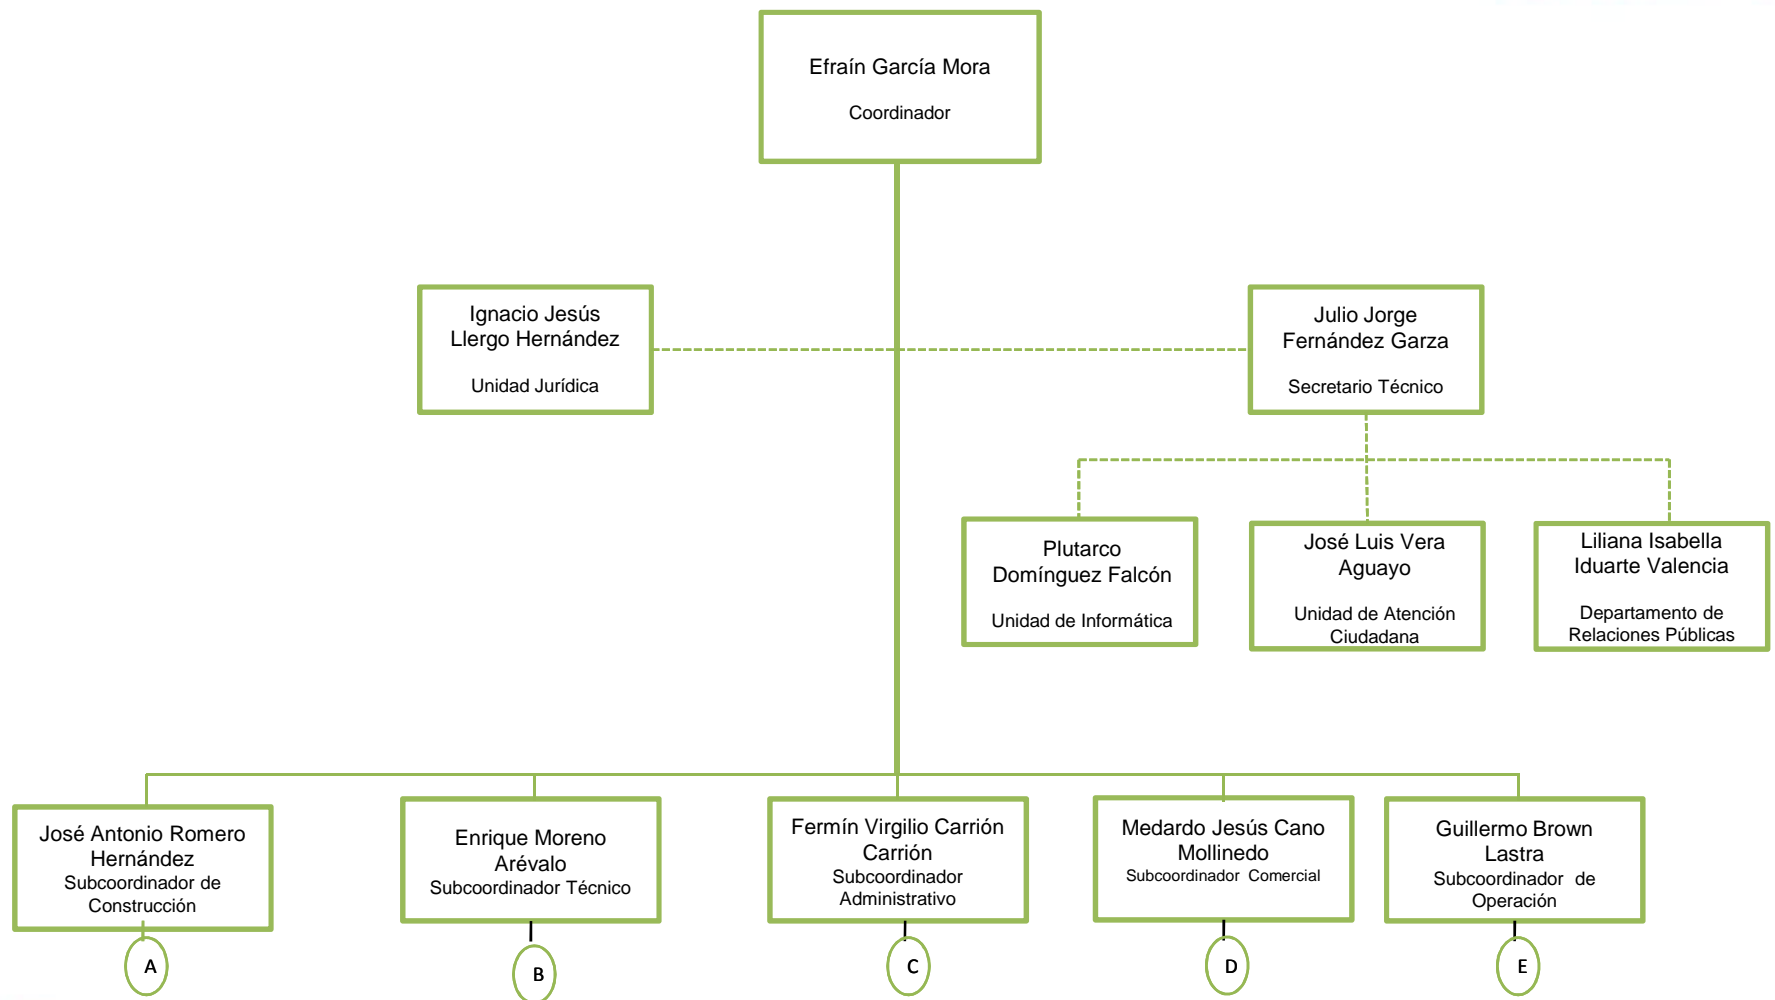 Efraín García Mora
Coordinador
Ignacio Jesús
Llergo Hernández
Unidad Jurídica
Julio Jorge
Fernández Garza
Secretario Técnico
Plutarco
Domínguez Falcón
Unidad de Informática
José Luis Vera
Aguayo
Unidad de Atención
Ciudadana
Liliana Isabella
Iduarte Valencia
Departamento de
Relaciones Públicas
José Antonio Romero
Hernández
Subcoordinador de
Construcción
Enrique Moreno
Arévalo
Subcoordinador Técnico
Fermín Virgilio Carrión
Carrión
Subcoordinador
Administrativo
Medardo Jesús Cano
Mollinedo
Subcoordinador Comercial
Guillermo Brown
Lastra
Subcoordinador de
Operación
A
B
C
D
E